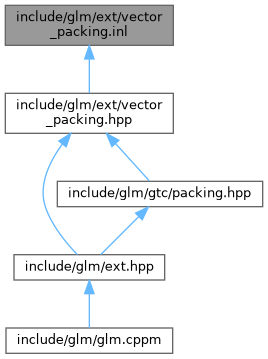 include/glm/ext/vector
_packing.inl
include/glm/ext/vector
_packing.hpp
include/glm/gtc/packing.hpp
include/glm/ext.hpp
include/glm/glm.cppm